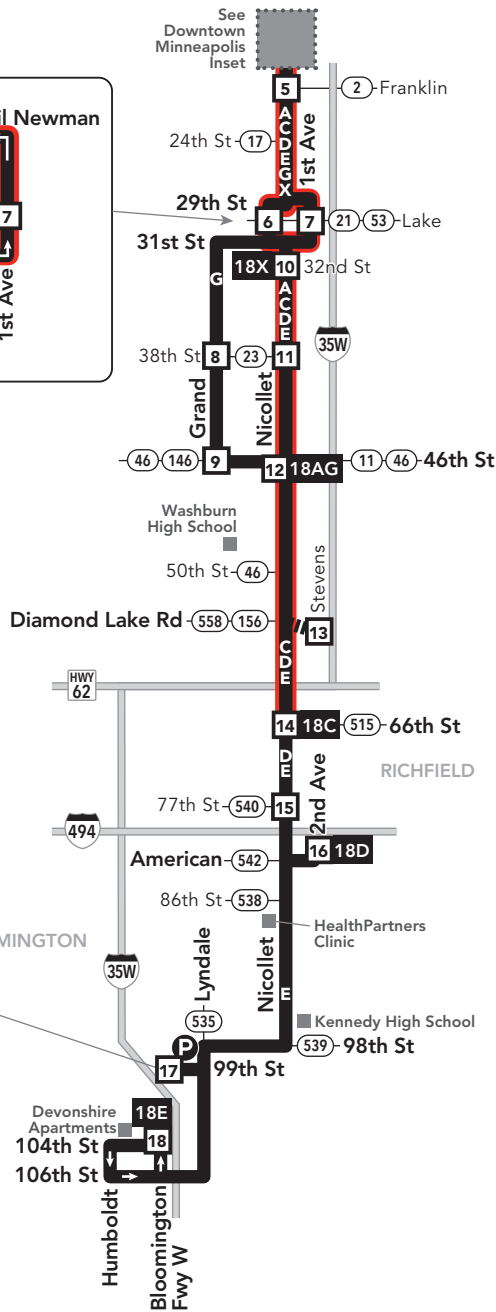 See
Downtown
Minneapolis
Inset
5
2
Franklin
ACDEGX
1st Ave
24th St
17
il Newman
7
1st Ave
29th St
6
7
21
53
Lake
31st St
18X
10
32nd St
G
ACDE
35W
38th St
8
23
11
Grand
Nicollet
46
146
9
12
18AG
11
46
46th St
Washburn
High School
50th St
46
Stevens
Diamond Lake Rd
558
156
13
CDE
HWY
62
14
18C
515
66th St
DE
2nd Ave
RICHFIELD
77th St
540
15
494
American
542
16
18D
86th St
538
HealthPartners
Clinic
MINGTON
35W
Lyndale
Nicollet
E
535
Kennedy High School
P
539
98th St
17
99th St
18E
Devonshire
Apartments
18
104th St
106th St
Humboldt
Bloomington
Fwy W